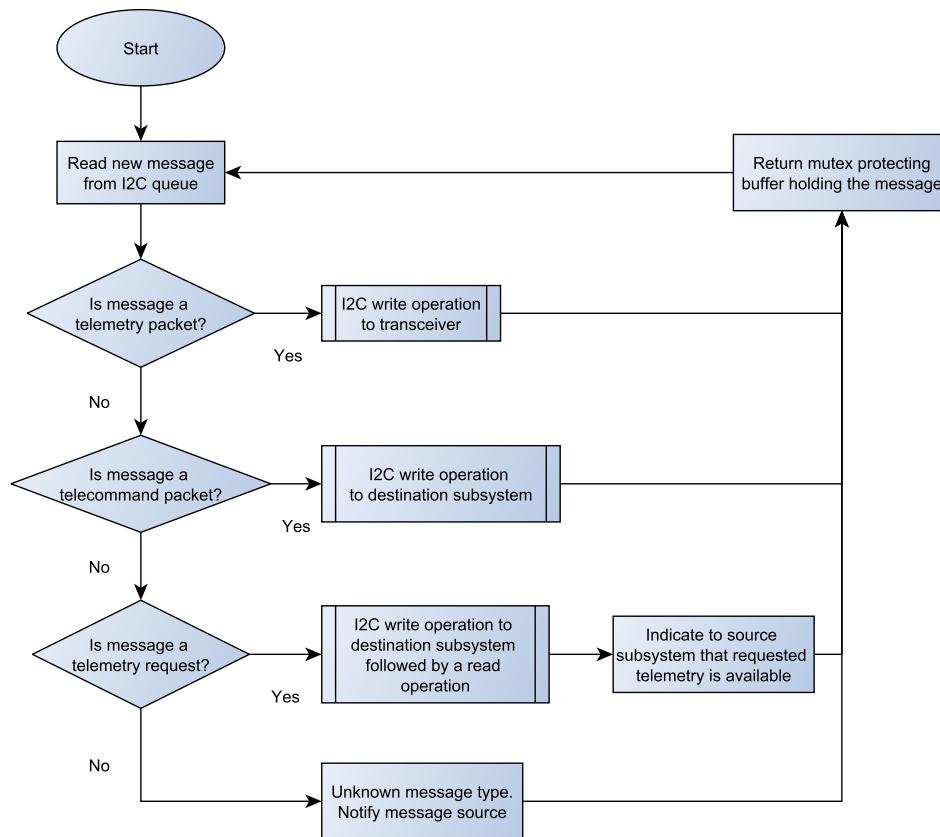 Start
Read new message
from I2C queue
Return mutex protecting
buffer holding the message
Is message a
telemetry packet?
I2C write operation
to transceiver
Yes
No
Is message a
telecommand packet?
I2C write operation
to destination subsystem
Yes
No
Is message a
telemetry request?
I2C write operation to
destination subsystem
followed by a read
operation
Indicate to source
subsystem that requested
telemetry is available
Yes
No
Unknown message type.
Notify message source